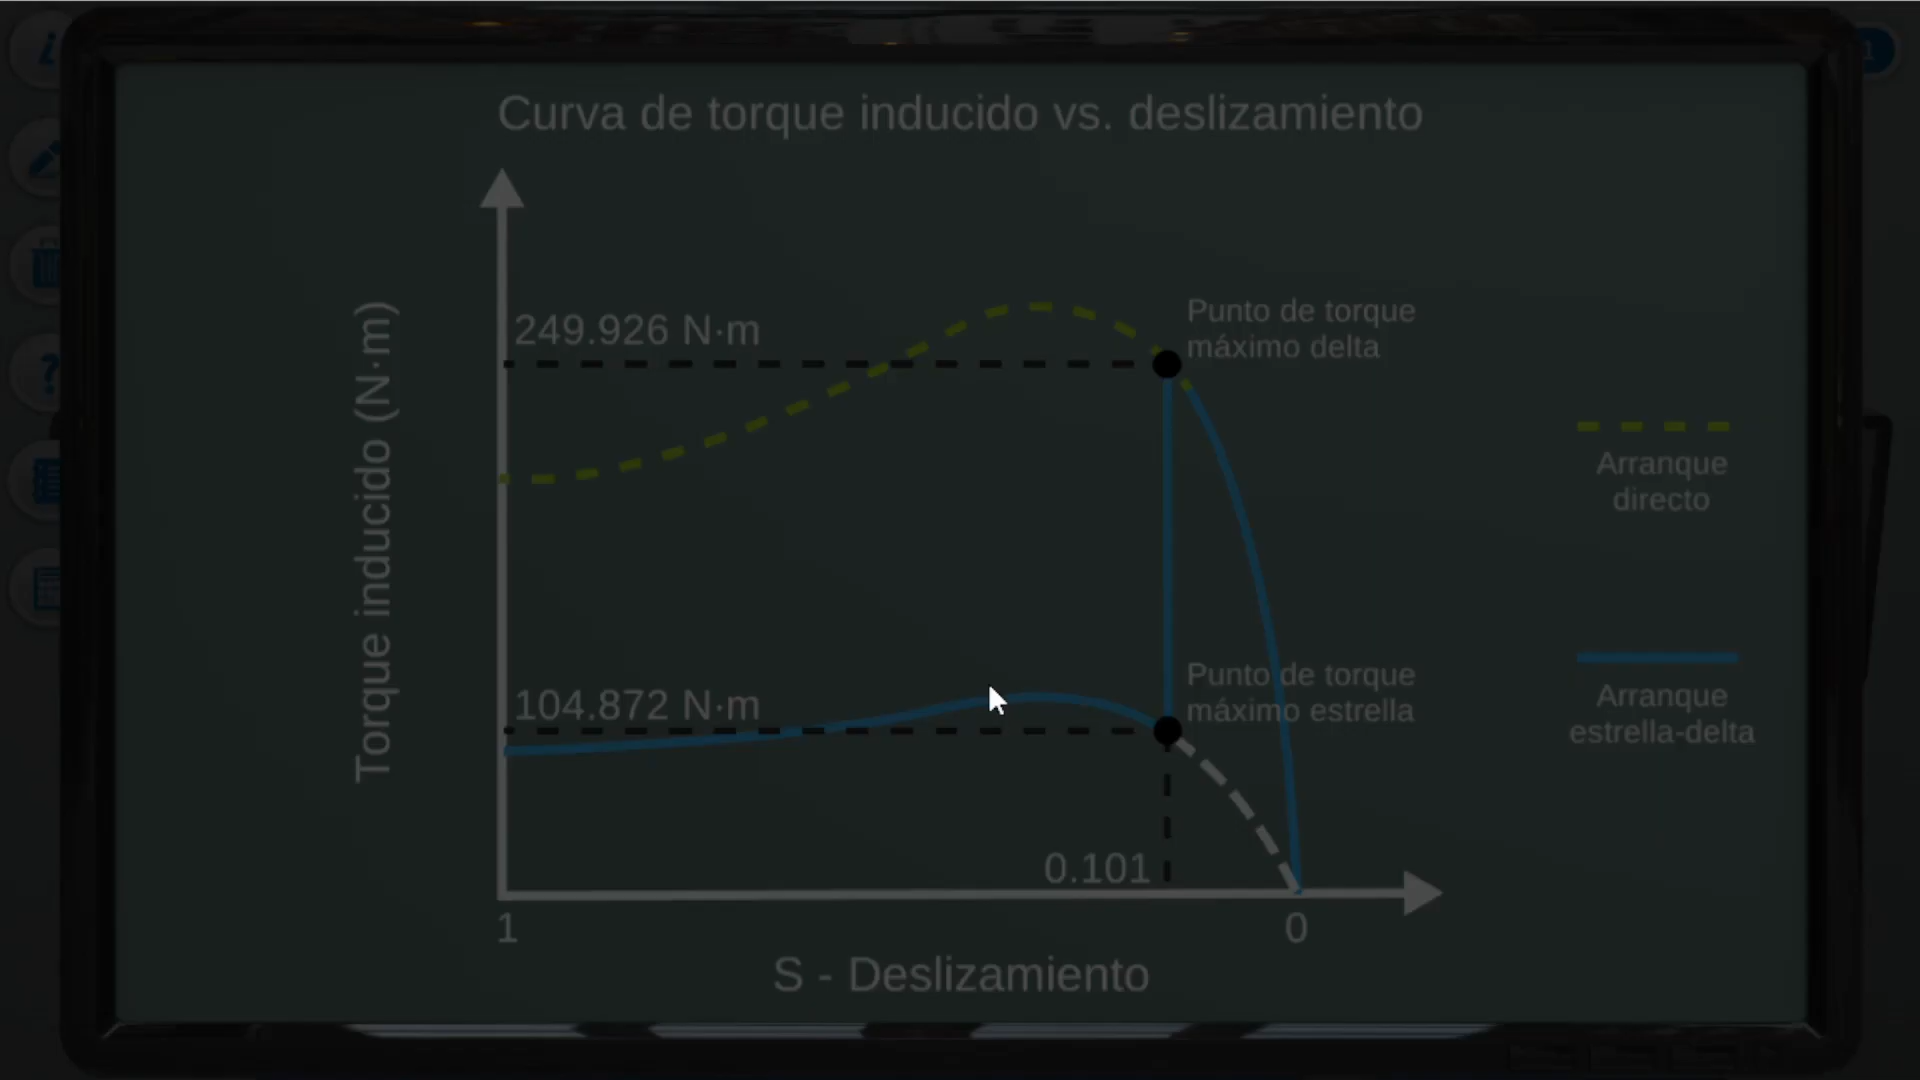 Curva de torque inducido vs. deslizamiento
Torque inducido (N·m)
249.926 N·m
Punto de torque
máximo delta
Arranque
directo
104.872 N·m
Punto de torque
máximo estrella
Arranque
estrella-delta
0.101
1
0
S - Deslizamiento
i
?
1